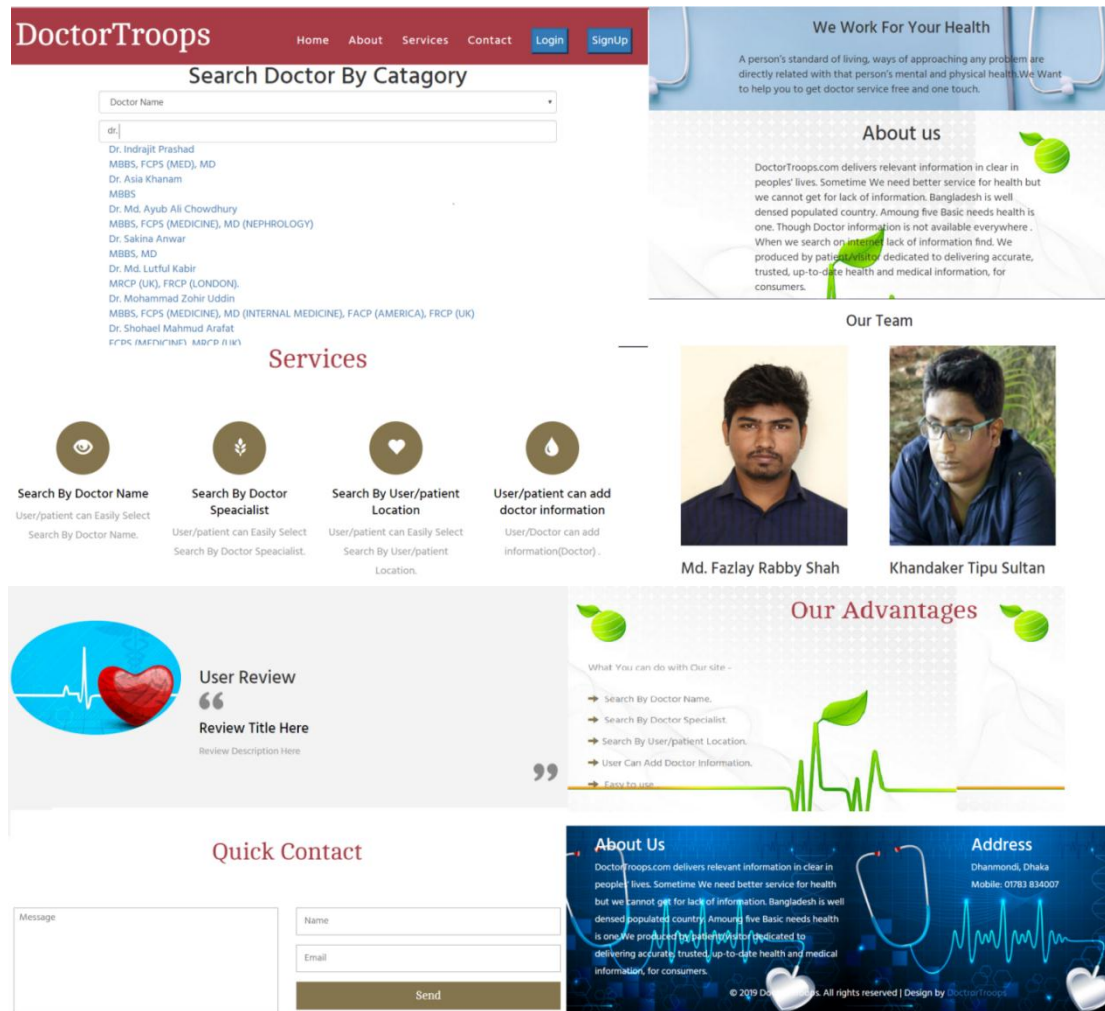 DoctorTroops
Home About Services Contact Login SignUp
Search Doctor By Catagory
Doctor Name
dr.
Dr. Indrajit Prashad
MBBS, FCPS (MED), MD
Dr. Asia Khanam
MBBS
Dr. Md. Ayub Ali Chowdhury
MBBS, FCPS (MEDICINE), MD (NEPHROLOGY)
Dr. Sakina Anwar
MBBS, MD
Dr. Md. Lutful Kabir
MRCP (UK), FRCP (LONDON).
Dr. Mohammad Zohir Uddin
MBBS, FCPS (MEDICINE), MD (INTERNAL MEDICINE), FACP (AMERICA), FRCP (UK)
Dr. Shohael Mahmud Arafat
FCPS (MEDICINE), MRCP (UK)
We Work For Your Health
A person's standard of living, ways of approaching any problem are
directly related with that person's mental and physical health.We Want
to help you to get doctor service free and one touch.
About us
DoctorTroops.com delivers relevant information in clear in
peoples' lives. Sometime We need better service for health but
we cannot get for lack of information. Bangladesh is well
densed populated country. Amoung five Basic needs health is
one. Though Doctor information is not available everywhere .
When we search on internet lack of information find. We
produced by patient/visitor dedicated to delivering accurate,
trusted, up-to-date health and medical information, for
consumers.
Services
Search By Doctor Name
User/patient can Easily Select
Search By Doctor Name.
Search By Doctor
Speacialist
User/patient can Easily Select
Search By Doctor Speacialist.
Search By User/patient
Location
User/patient can Easily Select
Search By User/patient
Location.
User/patient can add
doctor information
User/Doctor can add
information(Doctor) .
Our Team
Md. Fazlay Rabby Shah
Khandaker Tipu Sultan
User Review
“
Review Title Here
Review Description Here
”
Our Advantages
What You can do with Our site -
Search By Doctor Name.
Search By Doctor Specialist.
Search By User/patient Location.
User Can Add Doctor Information.
Easy to use .
Quick Contact
Message
Name
Email
Send
About Us
DoctorTroops.com delivers relevant information in clear in
peoples' lives. Sometime We need better service for health
but we cannot get for lack of information. Bangladesh is well
densed populated country. Amoung five Basic needs health
is one.We produced by patient/visitor dedicated to
delivering accurate, trusted, up-to-date health and medical
information, for consumers.
Address
Dhanmondi, Dhaka
Mobile: 01783 834007
© 2019 DoctorTroops. All rights reserved | Design by DoctrorTroops